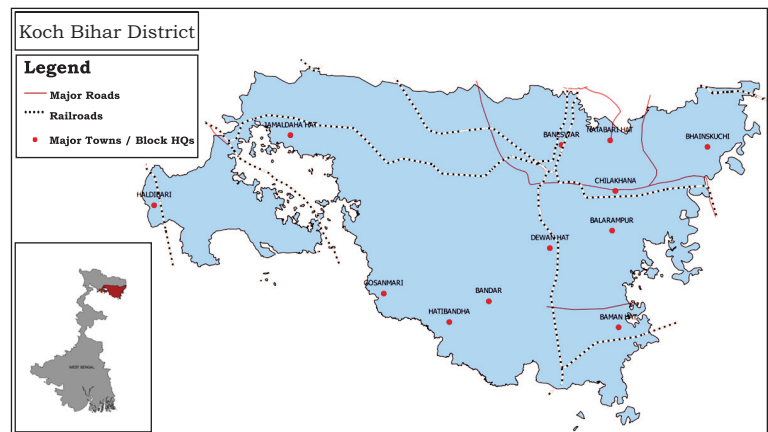 Koch Bihar District
Legend
Major Roads
Railroads
Major Towns / Block HQs
JAMALDAHA HAT
BANESWAR
NATABARI HAT
BHAINSKUCHI
CHILAKHANA
HALDIBARI
BALARAMPUR
DEWAN HAT
GOSANMARI
BANDAR
HATIBANDHA
BAMAN HAT
WEST BENGAL